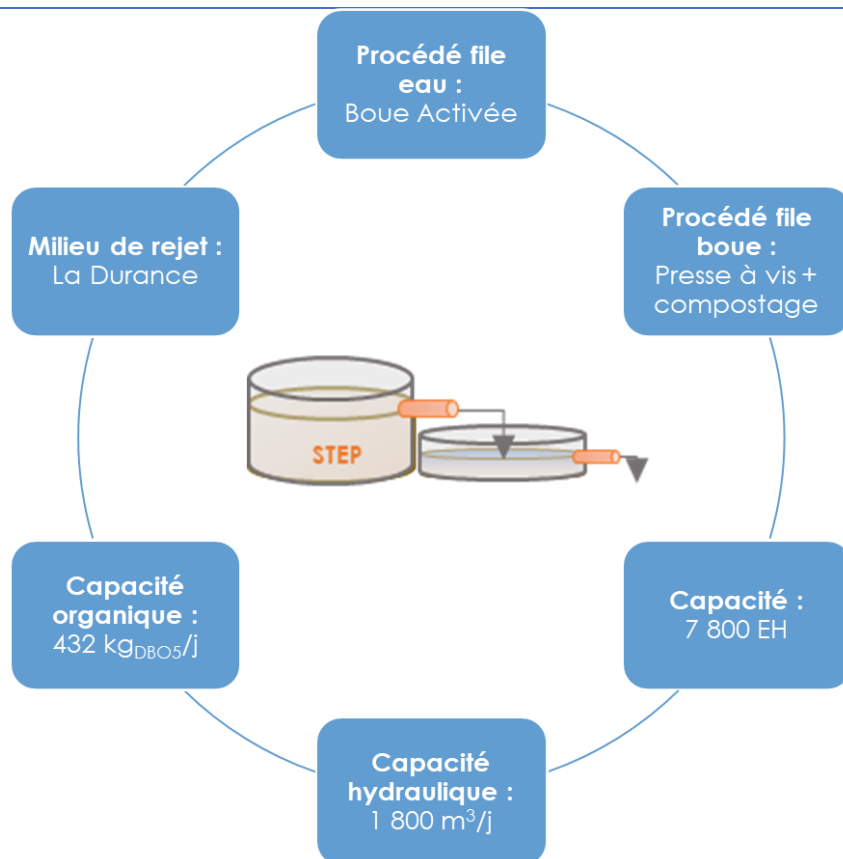 Procédé file
eau :
Boue Activée
Procédé file
boue :
Presse à vis +
compostage
Capacité :
7 800 EH
Capacité
hydraulique :
1 800 m³/j
Capacité
organique :
432 kg_DBO5/j
Milieu de rejet :
La Durance
STEP